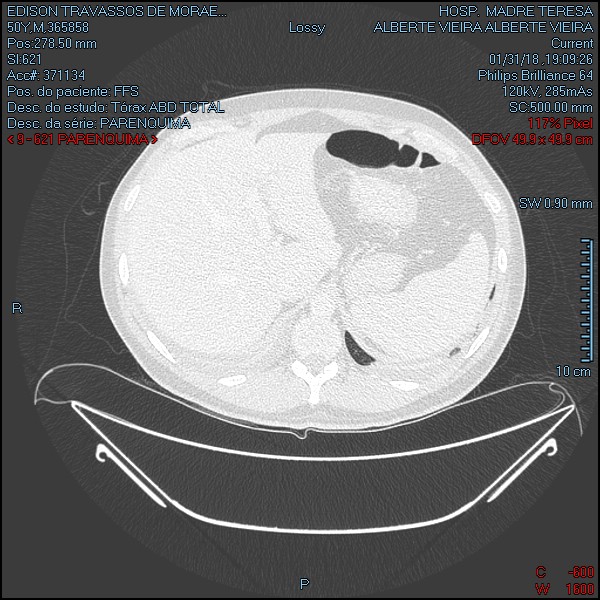 EDISON TRAVASSOS DE MORAE...
50Y,M,365858
Pos:278.50 mm
SI:621
Acc#: 371134
Pos. do paciente: FFS
Desc. do estudo: Tórax ABD TOTAL
Desc. da série: PARENQUIMA
< 9 - 621 PARENQUIMA >
Lossy
HOSP. MADRE TERESA
ALBERTE VIEIRA ALBERTE VIEIRA
Current
01/31/18 ,19:09:26
Philips Brilliance 64
120kV, 285mAs
SC:500.00 mm
117% Pixel
DFOV 49.9 x 49.9 cm
SW 0.90 mm
R
10 cm
P
C -600
W 1600